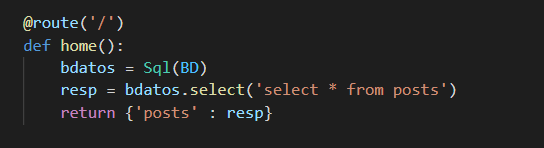 @route('/')
def home():
    bdatos = Sql(BD)
    resp = bdatos.select('select * from posts')
    return {'posts' : resp}